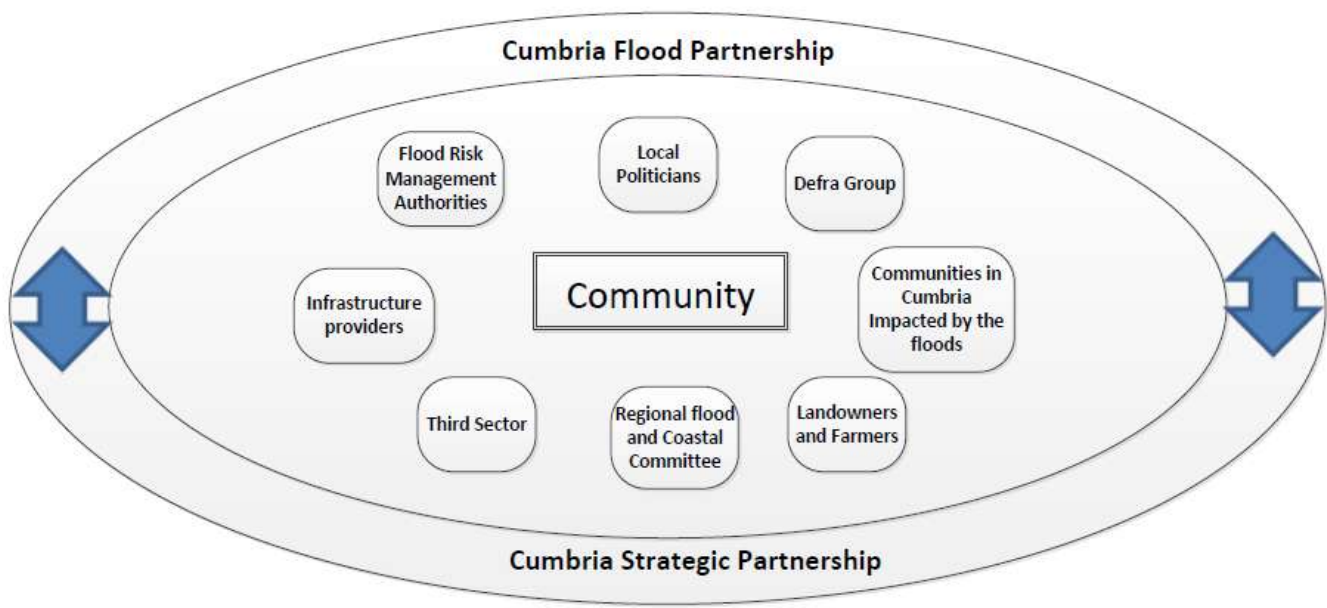 Cumbria Flood Partnership
Flood Risk
Management
Authorities
Local
Politicians
Defra Group
Infrastructure
providers
Community
Communities in
Cumbria
Impacted by the
floods
Third Sector
Regional flood
and Coastal
Committee
Landowners
and Farmers
Cumbria Strategic Partnership